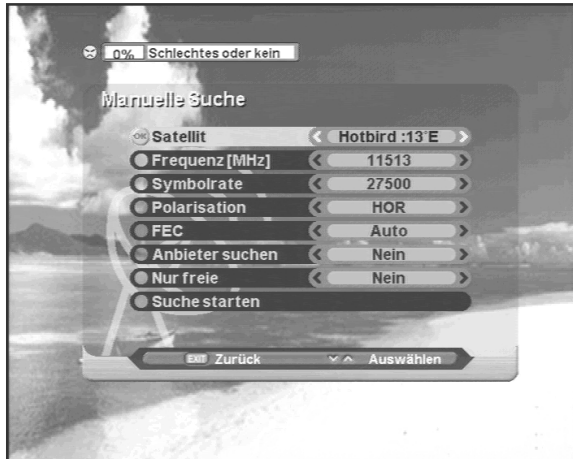 0% Schlechtes oder kein
Manuelle Suche
OK Satellit Hotbird :13°E
Frequenz [MHz] 11513
Symbolrate 27500
Polarisation HOR
FEC Auto
Anbieter suchen Nein
Nur freie Nein
Suche starten
EXIT Zurück Auswählen